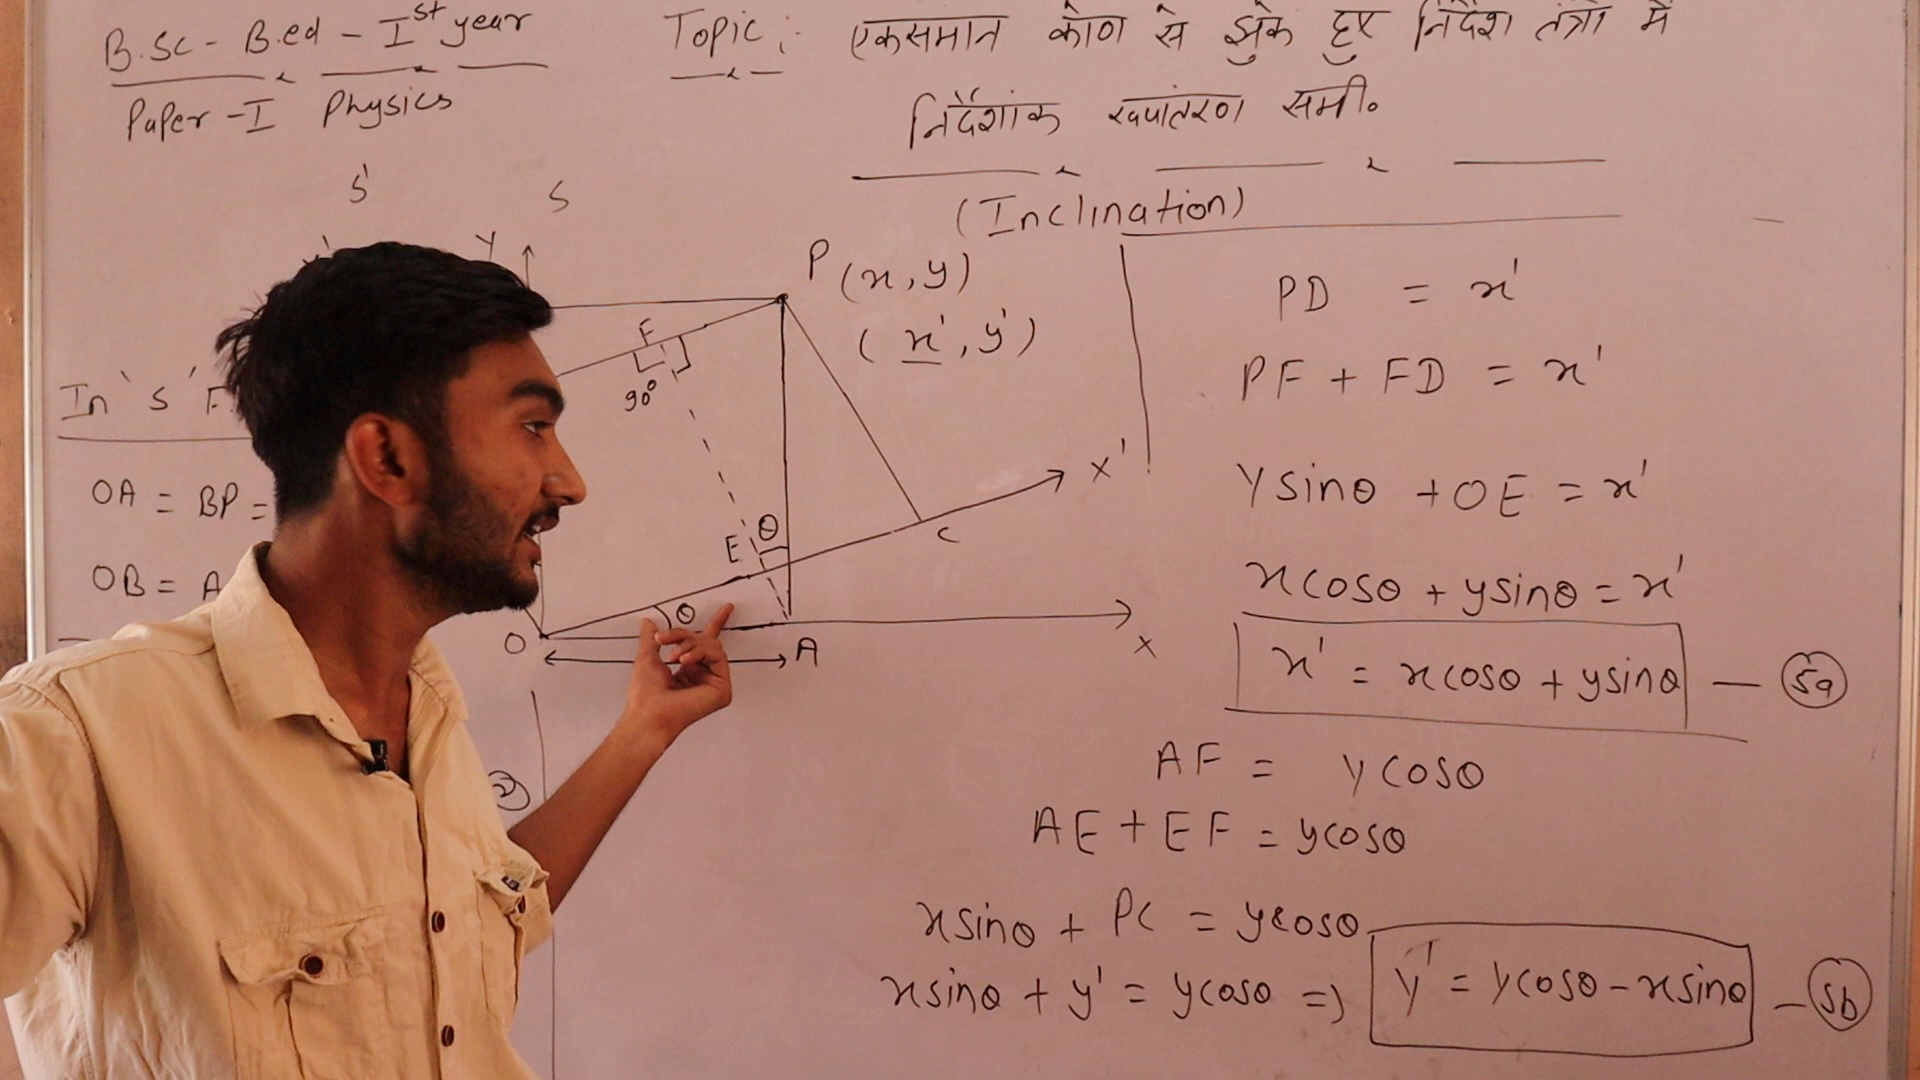 B.Sc - B.ed - Ist year
Paper - I Physics
Topic :- एकसमान कोण से झुके हुए निर्देश तंत्रो में
निर्देशांक रूपांतरण समी०
(Inclination)
S'
S
Y
P (x, y)
(x', y')
F
90°
In 'S' F
OA = BP =
OB = A
E
θ
θ
O
A
C
X'
X
PD = x'
PF + FD = x'
Y sinθ + OE = x'
x cosθ + y sinθ = x'
x' = x cosθ + y sinθ — 5a
AF = y cosθ
AE + EF = y cosθ
x sinθ + PC = y cosθ
x sinθ + y' = y cosθ => y' = y cosθ - x sinθ — 5b